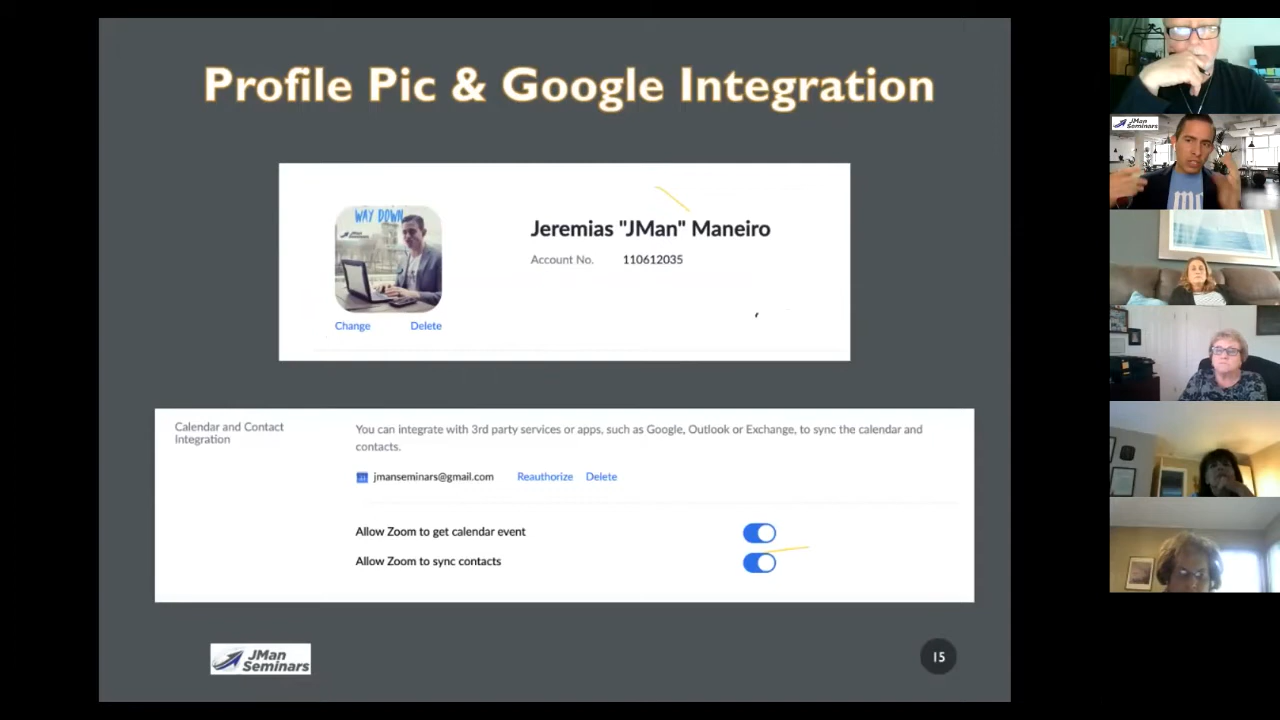 Profile Pic & Google Integration
WAY DOWN
Jeremias "JMan" Maneiro
Account No. 110612035
Change Delete
Calendar and Contact
Integration
You can integrate with 3rd party services or apps, such as Google, Outlook or Exchange, to sync the calendar and
contacts.
jmanseminars@gmail.com Reauthorize Delete
Allow Zoom to get calendar event
Allow Zoom to sync contacts
JMan
Seminars
15
JMan
Seminars